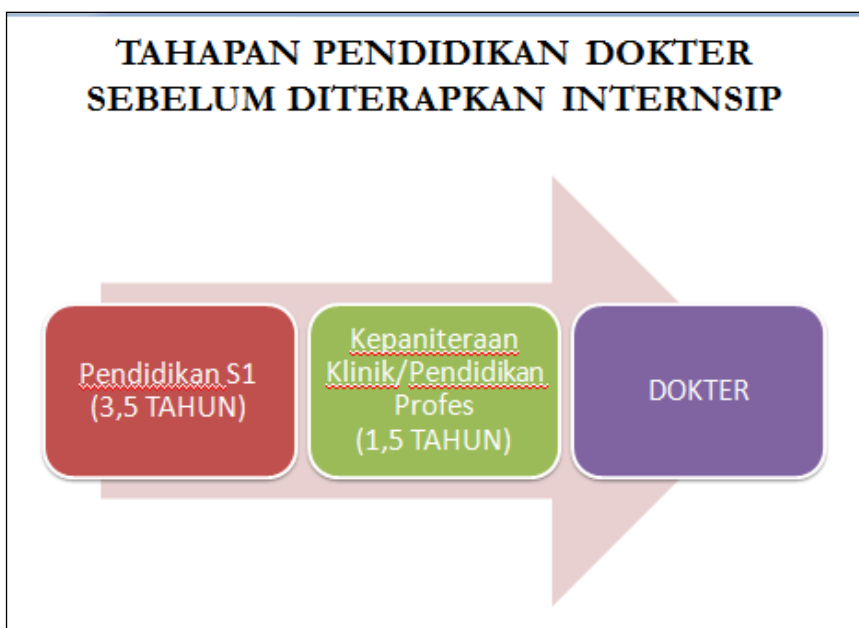 TAHAPAN PENDIDIKAN DOKTER
SEBELUM DITERAPKAN INTERNSIP
Pendidikan S1
(3,5 TAHUN)
Kepaniteraan
Klinik/Pendidikan
Profes
(1,5 TAHUN)
DOKTER